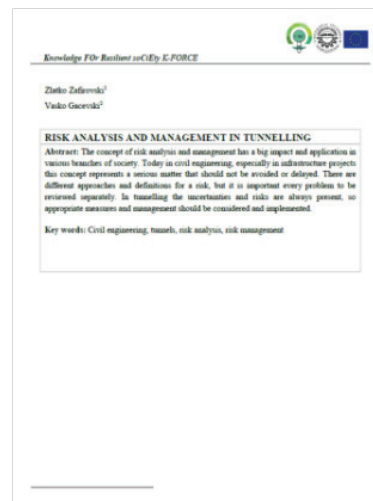 Knowledge FOr Resilient soCiEty K-FORCE
Zlatko Zafirovski¹
Vasko Gacevski²
RISK ANALYSIS AND MANAGEMENT IN TUNNELLING
Abstract: The concept of risk analysis and management has a big impact and application in
various branches of society. Today in civil engineering, especially in infrastructure projects
this concept represents a serious matter that should not be avoided or delayed. There are
different approaches and definitions for a risk, but it is important every problem to be
reviewed separately. In tunnelling the uncertainties and risks are always present, so
appropriate measures and management should be considered and implemented.
Key words: Civil engineering, tunnels, risk analysis, risk management